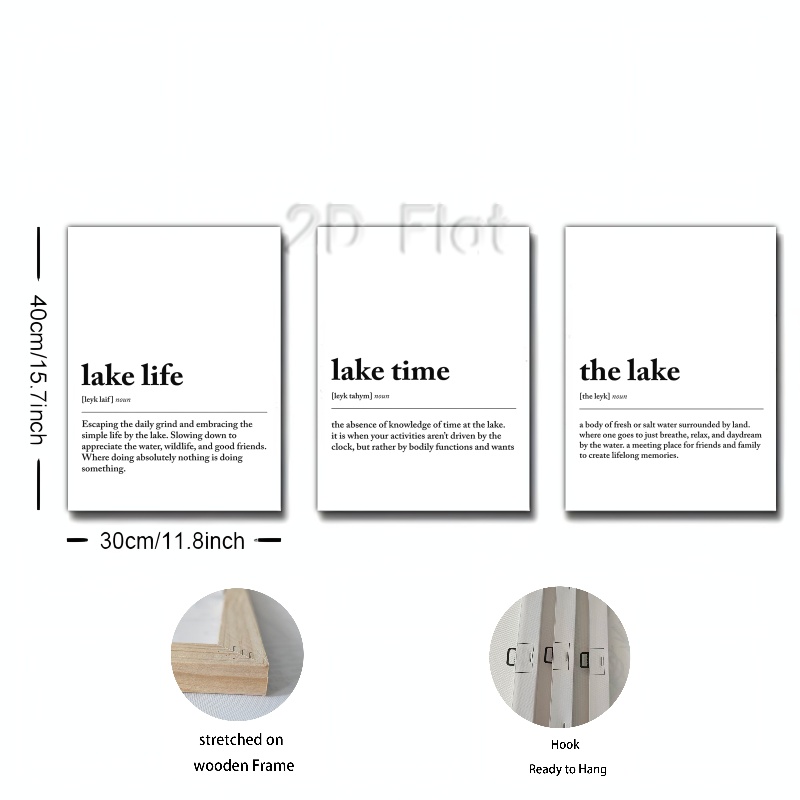 2D Flat
40cm/15.7inch
lake life
[leyk laif] noun
Escaping the daily grind and embracing the
simple life by the lake. Slowing down to
appreciate the water, wildlife, and good friends.
Where doing absolutely nothing is doing
something.
lake time
[leyk tahym] noun
the absence of knowledge of time at the lake.
it is when your activities aren't driven by the
clock, but rather by bodily functions and wants
the lake
[the leyk] noun
a body of fresh or salt water surrounded by land.
where one goes to just breathe, relax, and daydream
by the water. a meeting place for friends and family
to create lifelong memories.
30cm/11.8inch
stretched on
wooden Frame
Hook
Ready to Hang